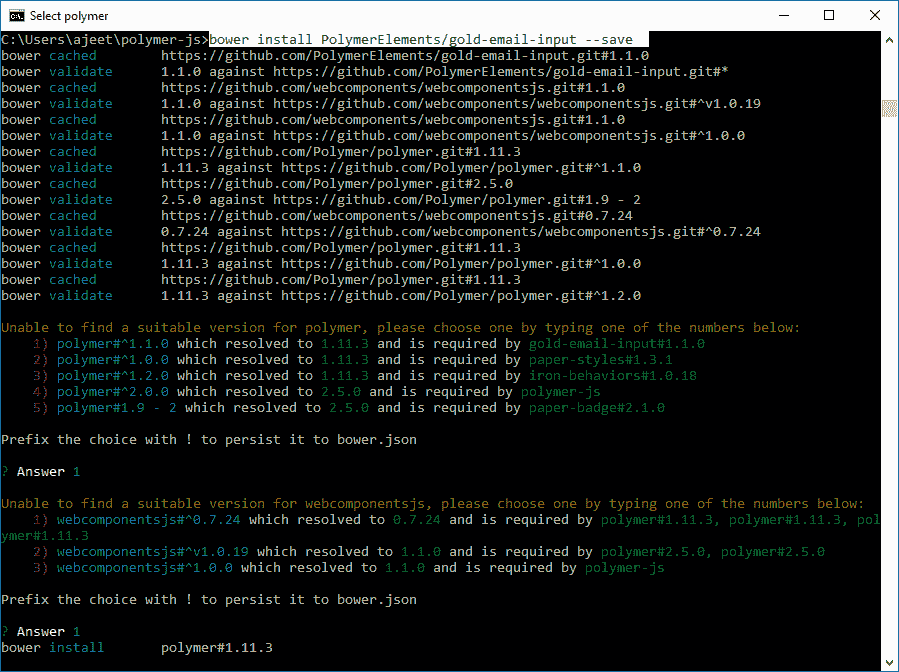 Select polymer
C:\Users\ajeet\polymer-js>bower install PolymerElements/gold-email-input --save
bower cached https://github.com/PolymerElements/gold-email-input.git#1.1.0
bower validate 1.1.0 against https://github.com/PolymerElements/gold-email-input.git#*
bower cached https://github.com/webcomponents/webcomponentsjs.git#1.1.0
bower validate 1.1.0 against https://github.com/webcomponents/webcomponentsjs.git#^v1.0.19
bower cached https://github.com/webcomponents/webcomponentsjs.git#1.1.0
bower validate 1.1.0 against https://github.com/webcomponents/webcomponentsjs.git#^1.0.0
bower cached https://github.com/Polymer/polymer.git#1.11.3
bower validate 1.11.3 against https://github.com/Polymer/polymer.git#^1.1.0
bower cached https://github.com/Polymer/polymer.git#2.5.0
bower validate 2.5.0 against https://github.com/Polymer/polymer.git#1.9 - 2
bower cached https://github.com/webcomponents/webcomponentsjs.git#0.7.24
bower validate 0.7.24 against https://github.com/webcomponents/webcomponentsjs.git#^0.7.24
bower cached https://github.com/Polymer/polymer.git#1.11.3
bower validate 1.11.3 against https://github.com/Polymer/polymer.git#^1.0.0
bower cached https://github.com/Polymer/polymer.git#1.11.3
bower validate 1.11.3 against https://github.com/Polymer/polymer.git#^1.2.0
Unable to find a suitable version for polymer, please choose one by typing one of the numbers below:
1) polymer#^1.1.0 which resolved to 1.11.3 and is required by gold-email-input#1.1.0
2) polymer#^1.0.0 which resolved to 1.11.3 and is required by paper-styles#1.3.1
3) polymer#^1.2.0 which resolved to 1.11.3 and is required by iron-behaviors#1.0.18
4) polymer#^2.0.0 which resolved to 2.5.0 and is required by polymer-js
5) polymer#1.9 - 2 which resolved to 2.5.0 and is required by paper-badge#2.1.0
Prefix the choice with ! to persist it to bower.json
? Answer 1
Unable to find a suitable version for webcomponentsjs, please choose one by typing one of the numbers below:
1) webcomponentsjs#^0.7.24 which resolved to 0.7.24 and is required by polymer#1.11.3, polymer#1.11.3, pol
ymer#1.11.3
2) webcomponentsjs#^v1.0.19 which resolved to 1.1.0 and is required by polymer#2.5.0, polymer#2.5.0
3) webcomponentsjs#^1.0.0 which resolved to 1.1.0 and is required by polymer-js
Prefix the choice with ! to persist it to bower.json
? Answer 1
bower install polymer#1.11.3